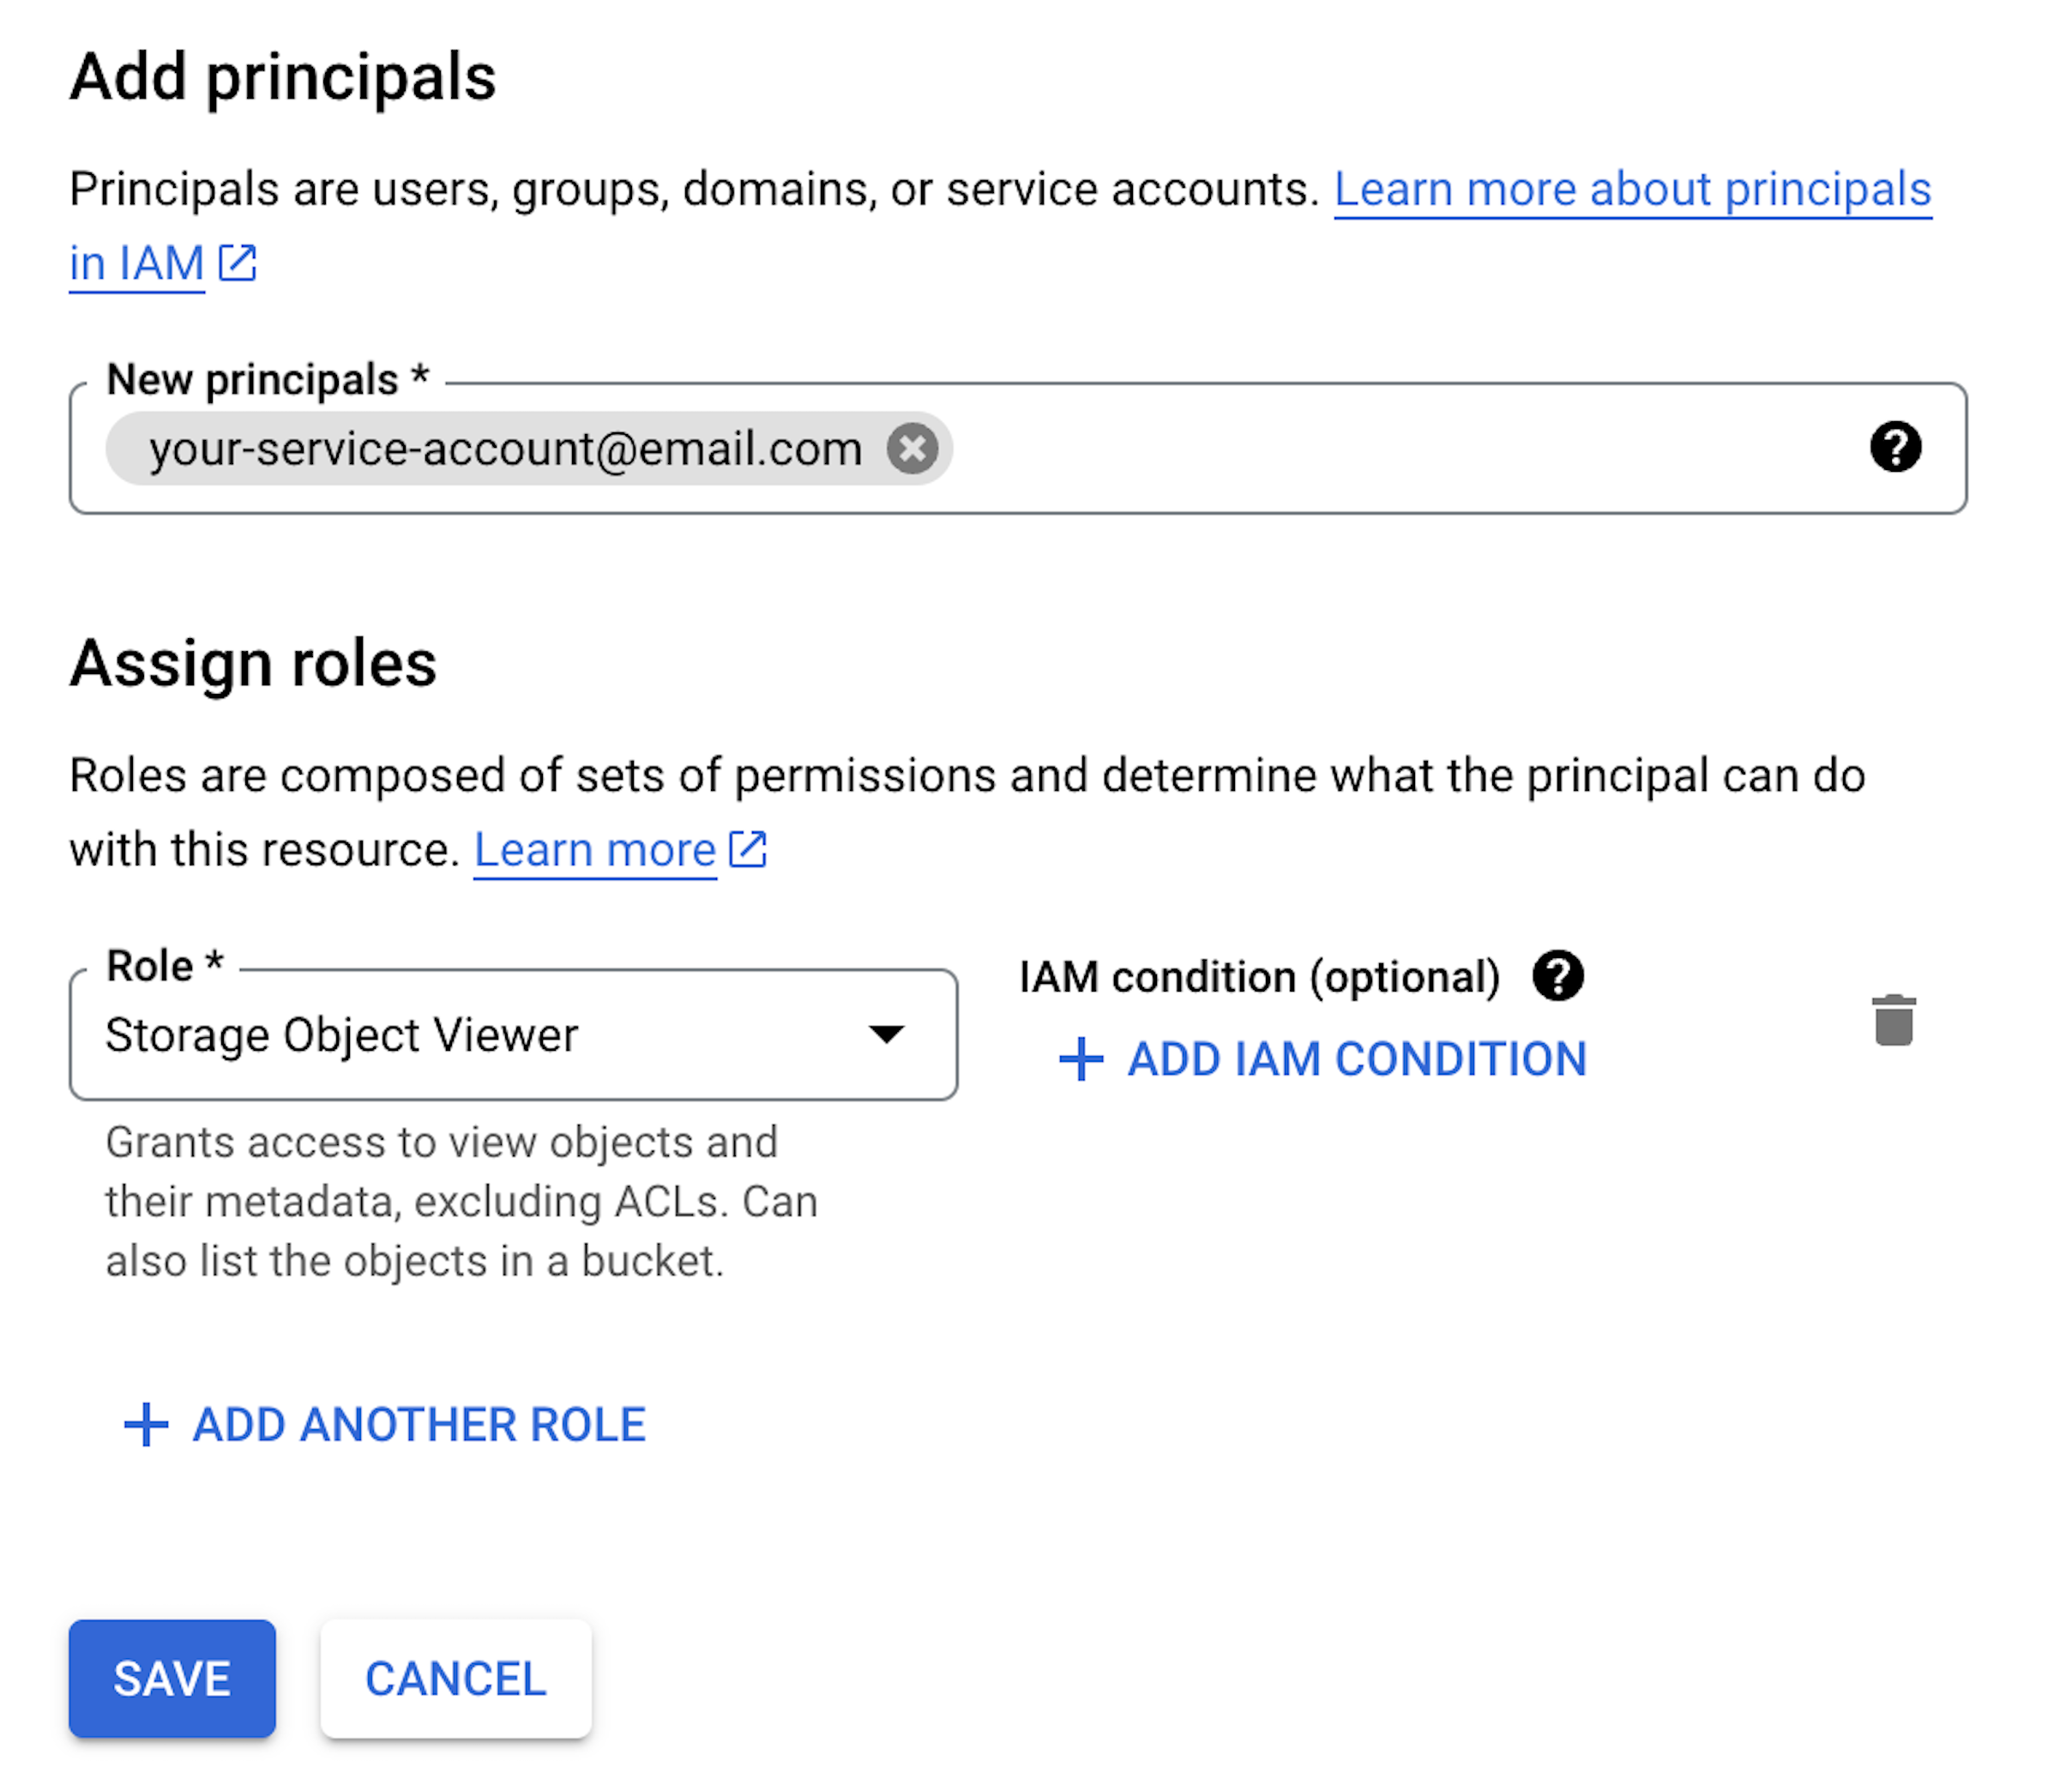 Add principals
Principals are users, groups, domains, or service accounts. Learn more about principals
in IAM
New principals *
your-service-account@email.com
Assign roles
Roles are composed of sets of permissions and determine what the principal can do
with this resource. Learn more
Role *
Storage Object Viewer
Grants access to view objects and
their metadata, excluding ACLs. Can
also list the objects in a bucket.
IAM condition (optional)
+ ADD IAM CONDITION
+ ADD ANOTHER ROLE
SAVE
CANCEL